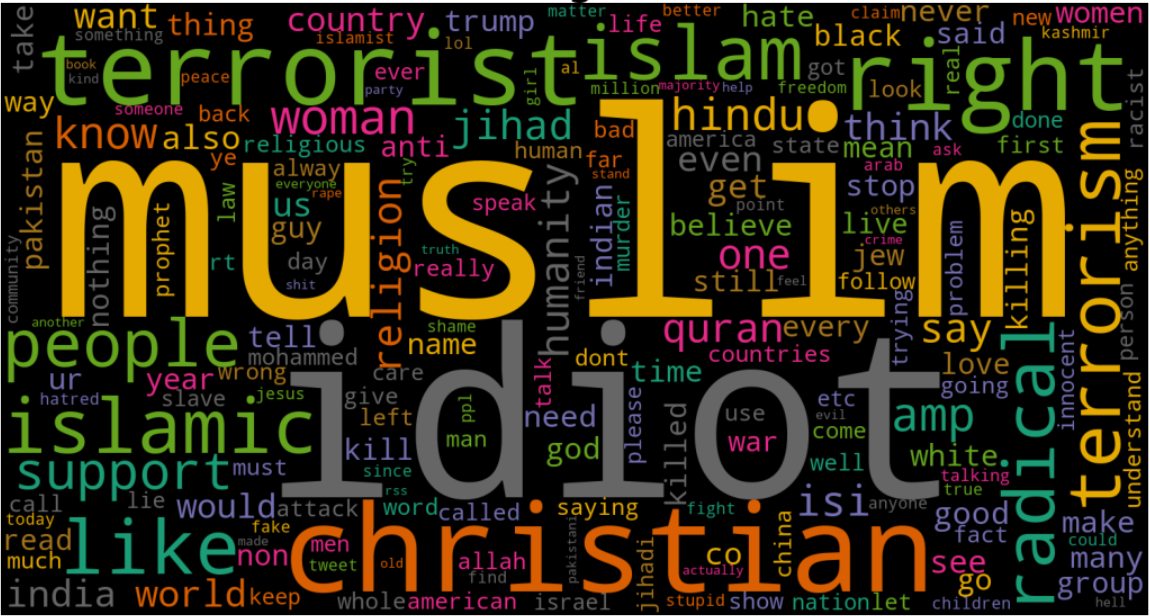 take want something thing country islamist trump lol matter life better hate claim never new women
black said kashmir
book kind peace terrorist ever party girl al islam million majority help got freedom look real right racist
way someone back woman jihad bad hindu america state think mean ask done first
pakistan know also religious anti human far stand even arab
ye alway everyone rape try law us guy speak humanity indian murder get point believe stop live others crime terrorism anything
muslim
community nothing prophet rt day shit religion truth really friend one still feel jew follow trying problem killing person
another people tell mohammed shame name quran every say
countries
ur hatred year wrong slave jesus care give dont time love going innocent understand
idiot
islamic left man ppl talk need please killed use war etc evil come amp radical
support must kill since god well white talking true
call lie would attack rss word called saying fight isi anyone good fact make could
today read much like fake made non men tweet old christian allah find pakistani jihadi co actually china see go many group
india world keep whole american israel stupid show nation let children hell